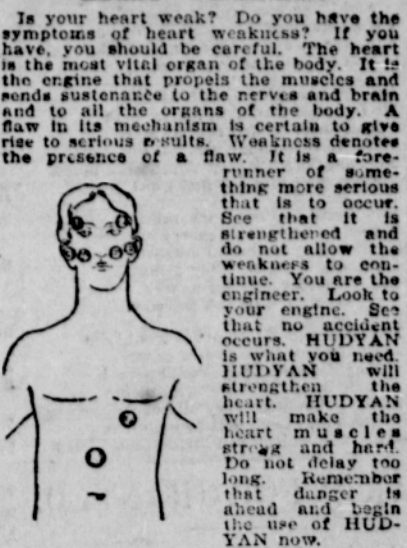 Is your heart weak? Do you have the
symptoms of heart weakness? If you
have, you should be careful. The heart
is the most vital organ of the body. It is
the engine that propels the muscles and
sends sustenance to the nerves and brain
and to all the organs of the body. A
flaw in its mechanism is certain to give
rise to serious results. Weakness denotes
the presence of a flaw. It is a fore-
runner of some-
thing more serious
that is to occur.
See that it is
strengthened and
do not allow the
weakness to con-
tinue. You are the
engineer. Look to
your engine. See
that no accident
occurs. HUDYAN
is what you need.
HUDYAN will
strengthen the
heart. HUDYAN
will make the
heart muscles
strong and hard.
Do not delay too
long. Remember
that danger is
ahead and begin
the use of HUD-
YAN now.